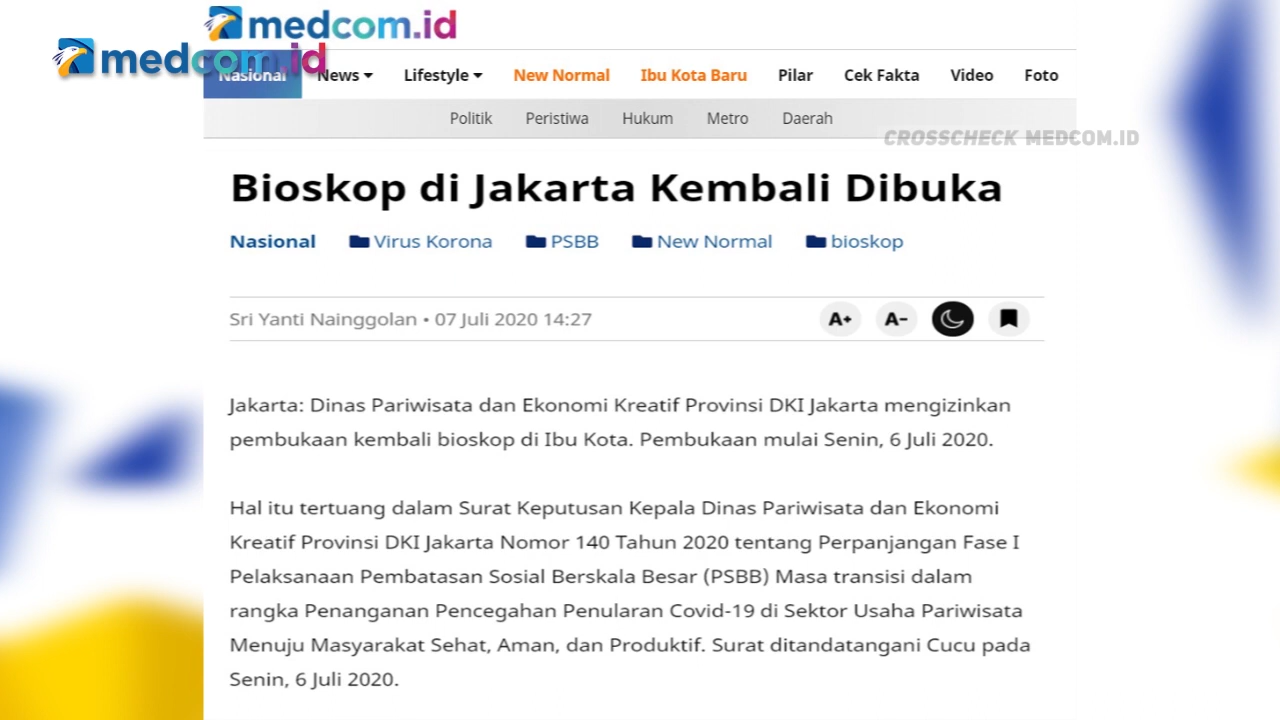 medcom.id
medcom.id
Nasional News Lifestyle New Normal Ibu Kota Baru Pilar Cek Fakta Video Foto
Politik Peristiwa Hukum Metro Daerah
CROSSCHECK MEDCOM.ID
Bioskop di Jakarta Kembali Dibuka
Nasional Virus Korona PSBB New Normal bioskop
Sri Yanti Nainggolan • 07 Juli 2020 14:27
A+ A-
Jakarta: Dinas Pariwisata dan Ekonomi Kreatif Provinsi DKI Jakarta mengizinkan
pembukaan kembali bioskop di Ibu Kota. Pembukaan mulai Senin, 6 Juli 2020.
Hal itu tertuang dalam Surat Keputusan Kepala Dinas Pariwisata dan Ekonomi
Kreatif Provinsi DKI Jakarta Nomor 140 Tahun 2020 tentang Perpanjangan Fase I
Pelaksanaan Pembatasan Sosial Berskala Besar (PSBB) Masa transisi dalam
rangka Penanganan Pencegahan Penularan Covid-19 di Sektor Usaha Pariwisata
Menuju Masyarakat Sehat, Aman, dan Produktif. Surat ditandatangani Cucu pada
Senin, 6 Juli 2020.